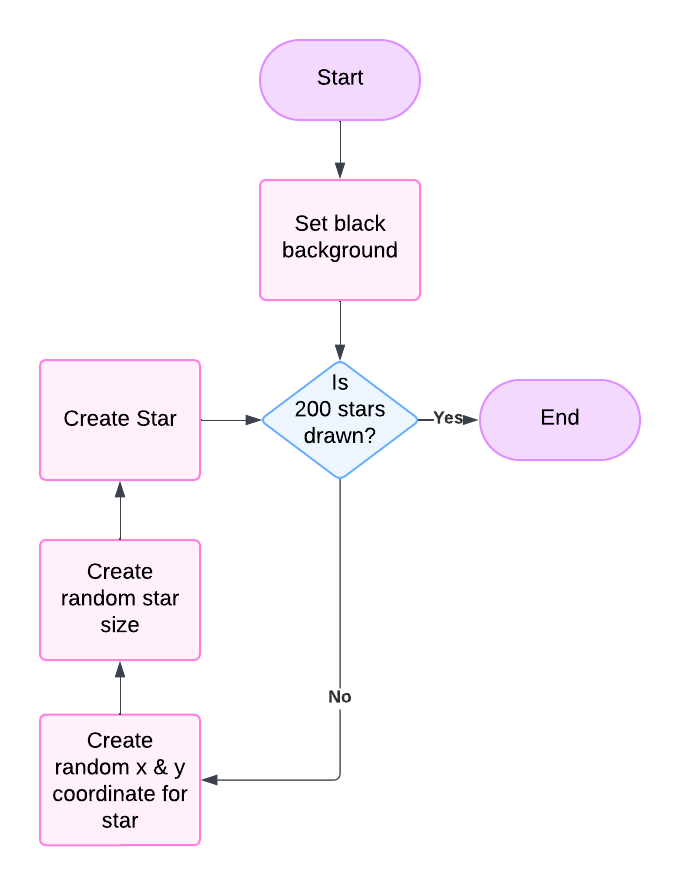 Start
Set black
background
Is
200 stars
drawn?
Yes
End
Create Star
Create
random star
size
No
Create
random x & y
coordinate for
star